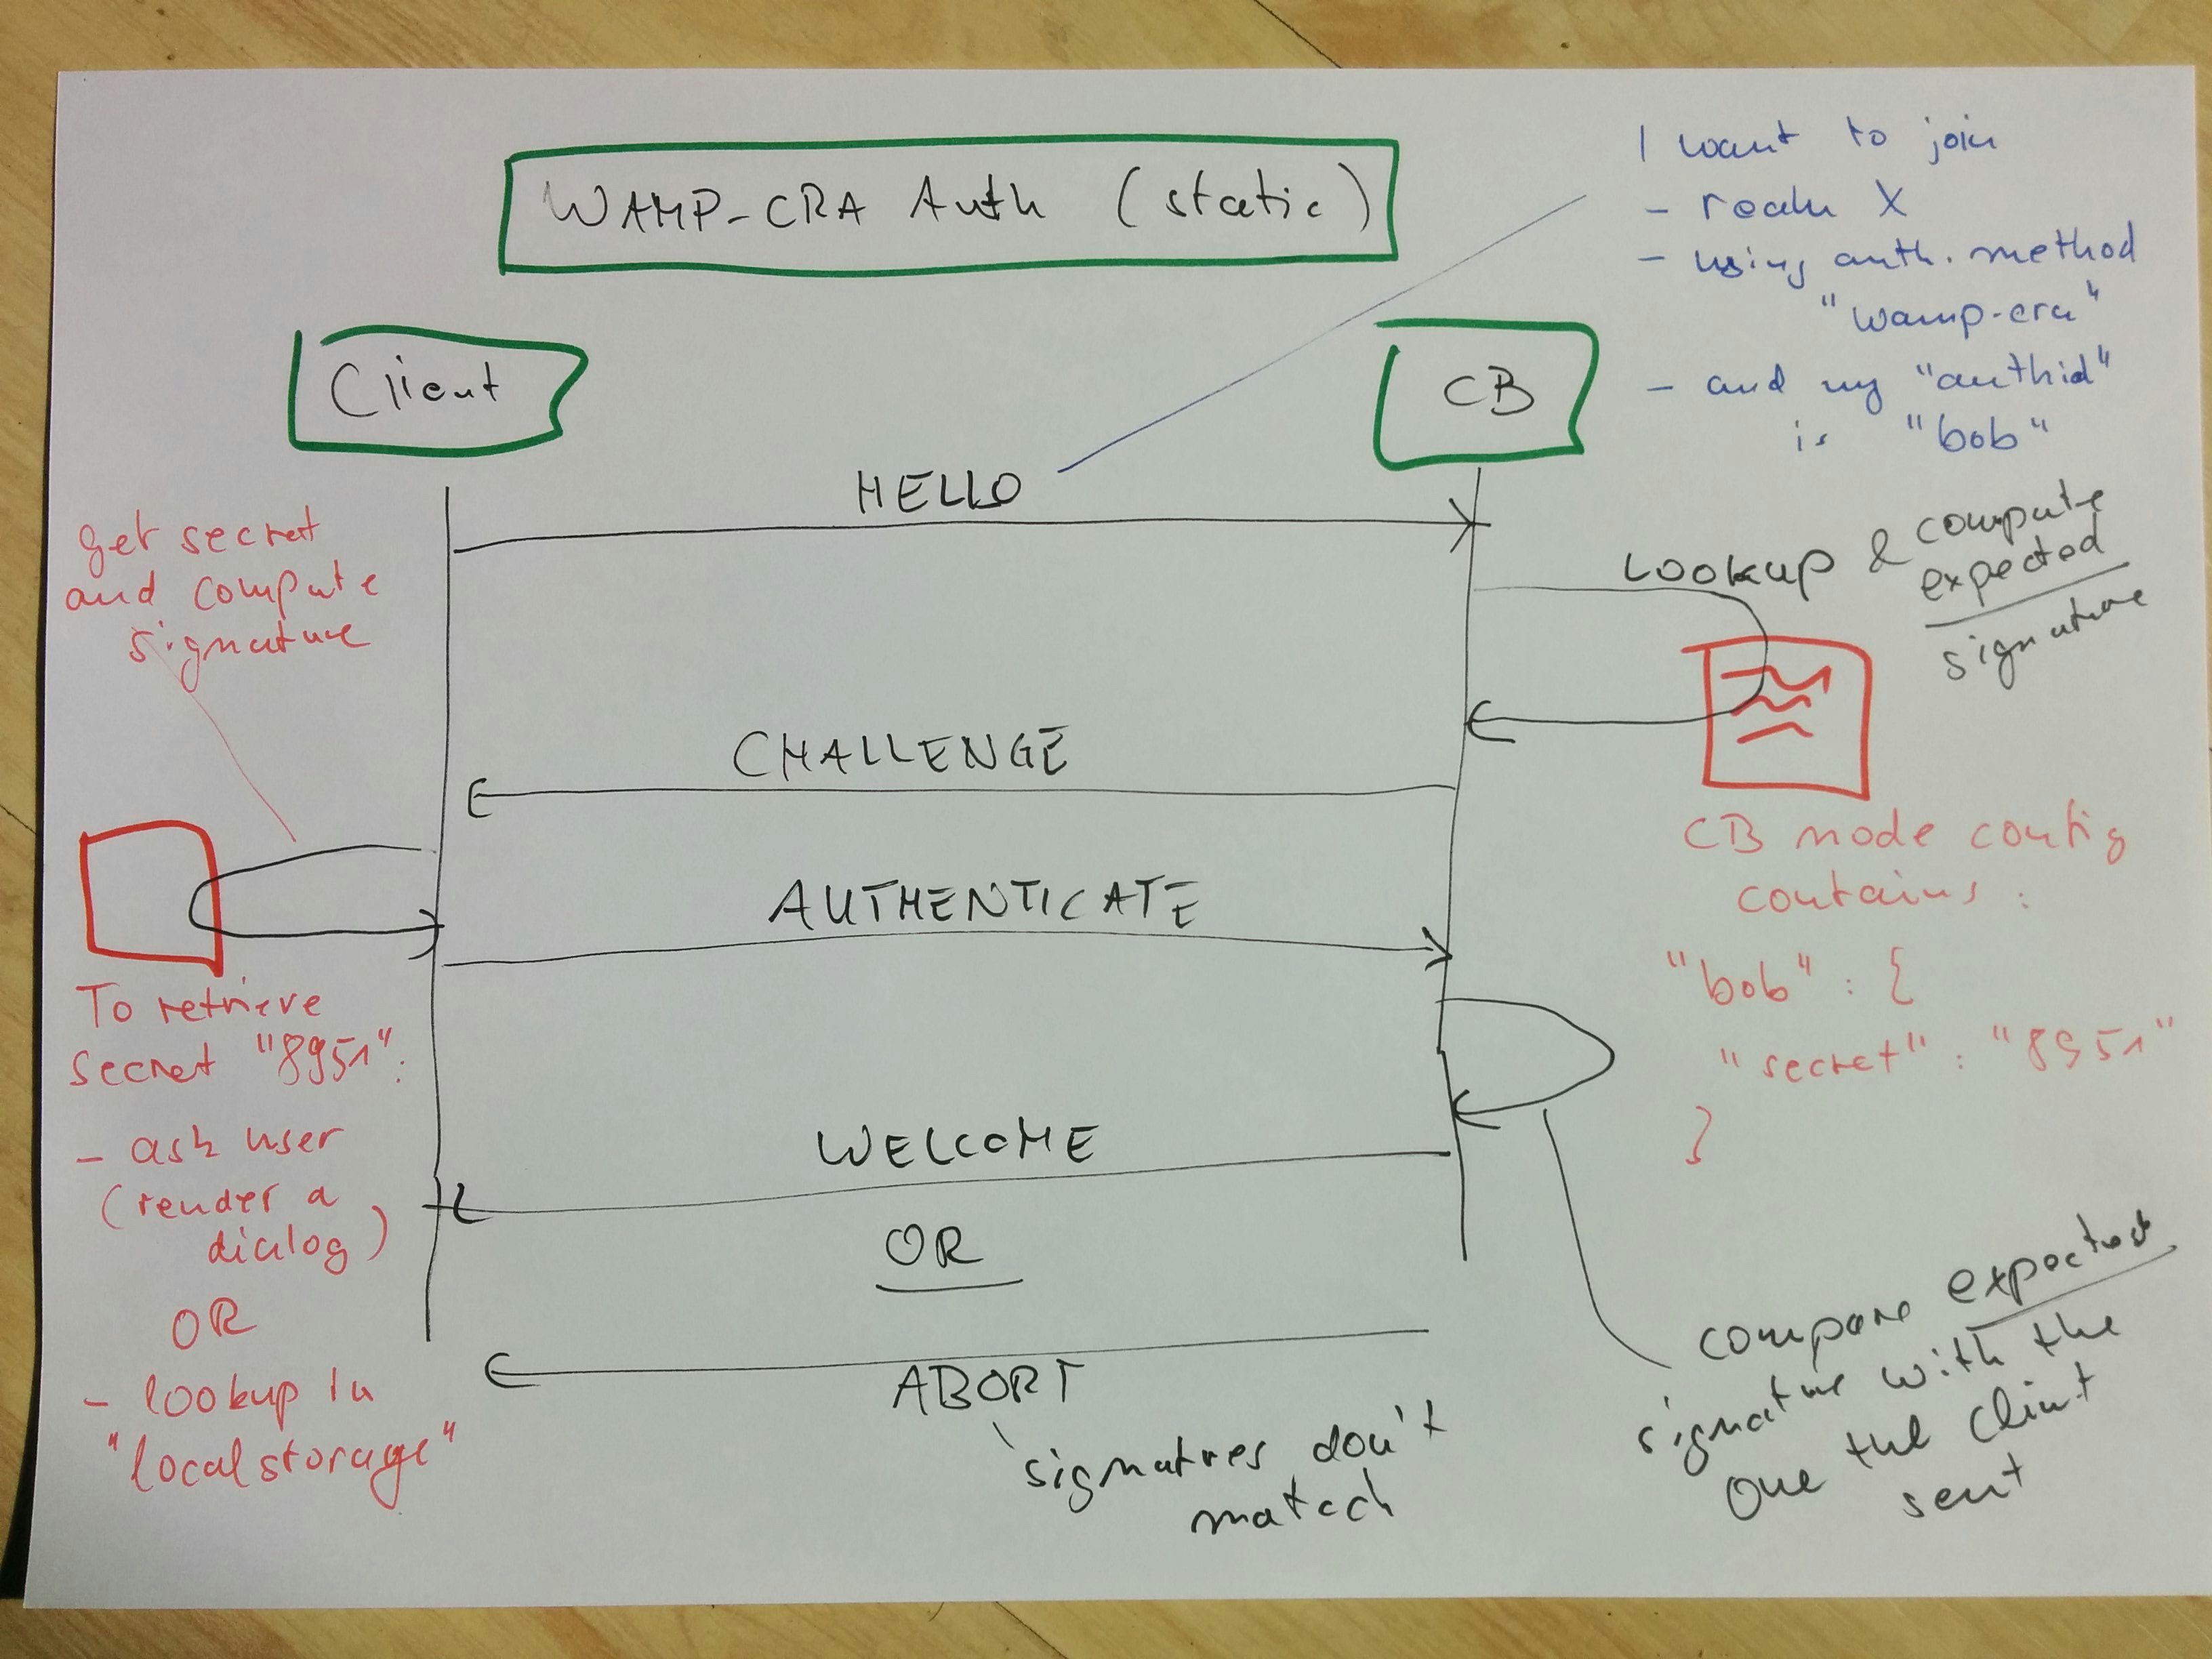 WAMP-CRA Auth (static)
I want to join
- realm X
- using auth. method
"wamp-cra"
- and my "authid"
is "bob"
Client
CB
HELLO
get secret
and compute
signature
Lookup & compute
expected
signature
CHALLENGE
AUTHENTICATE
CB node config
contains:
"bob" : {
"secret" : "8951"
}
To retrieve
secret "8951":
- ask user
(render a
dialog)
OR
- lookup in
"localstorage"
WELCOME
OR
ABORT
signatures don't
match
compare expected
signature with the
one the client
sent